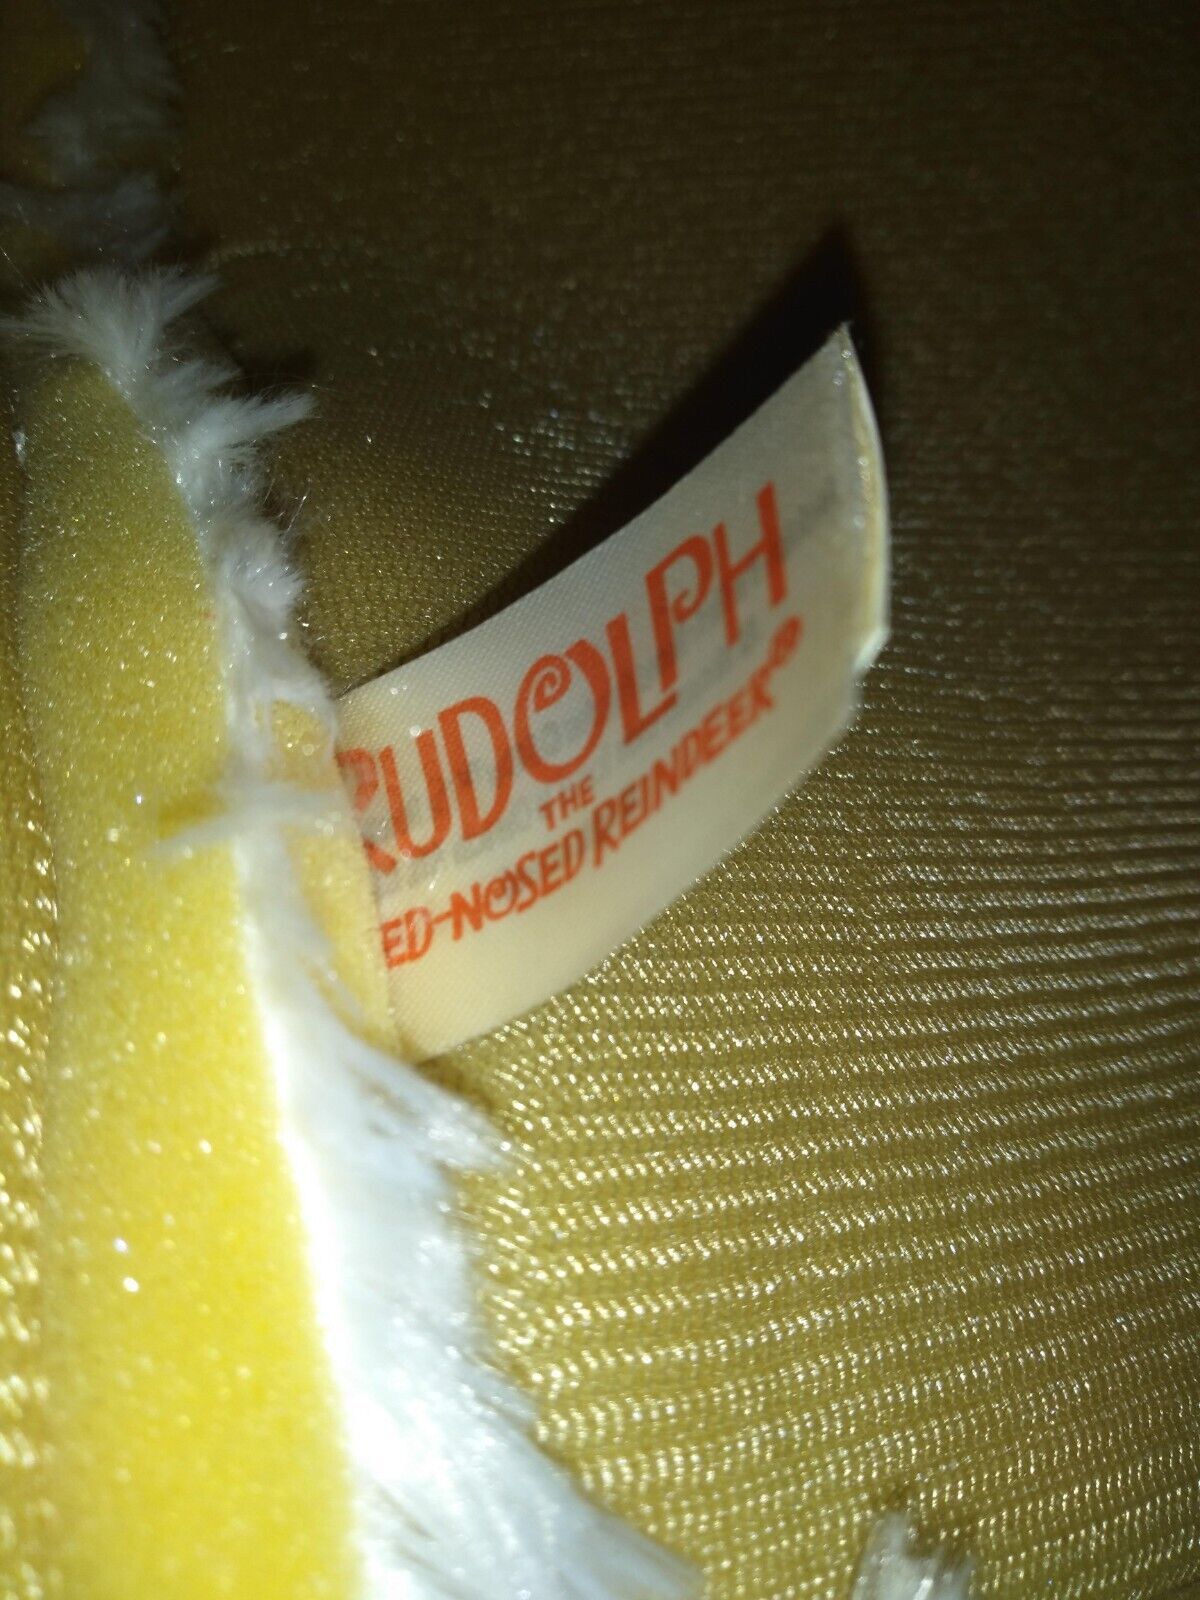 RUDOLPH
THE
ED-NOSED REINDEER®